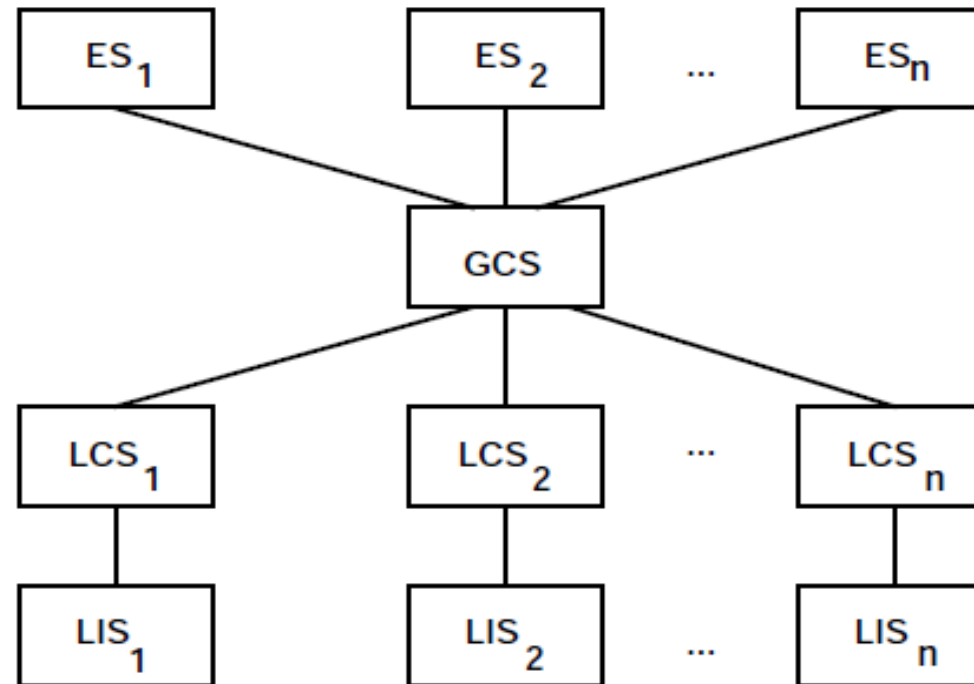 ES1 ES2 ... ESn
GCS
LCS1 LCS2 ... LCSn
LIS1 LIS2 ... LISn